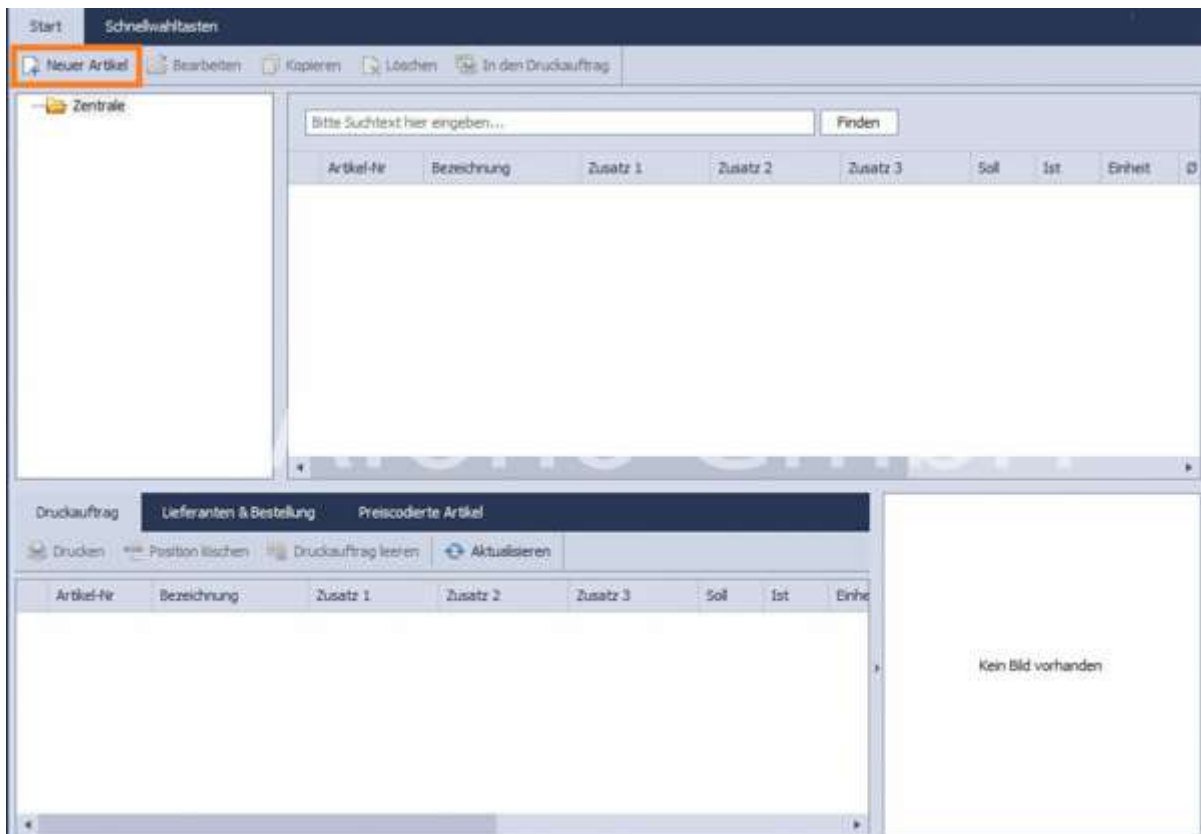 Start Schnellwahltasten
Neuer Artikel Bearbeiten Kopieren Löschen In den Druckauftrag
Zentrale
Bitte Suchtext hier eingeben... Finden
Artikel-Nr Bezeichnung Zusatz 1 Zusatz 2 Zusatz 3 Soll Ist Einheit Ø
GmbH
Druckauftrag Lieferanten & Bestellung Preiscodierte Artikel
Drucken Position löschen Druckauftrag leeren Aktualisieren
Artikel-Nr Bezeichnung Zusatz 1 Zusatz 2 Zusatz 3 Soll Ist Einhe
Kein Bild vorhanden